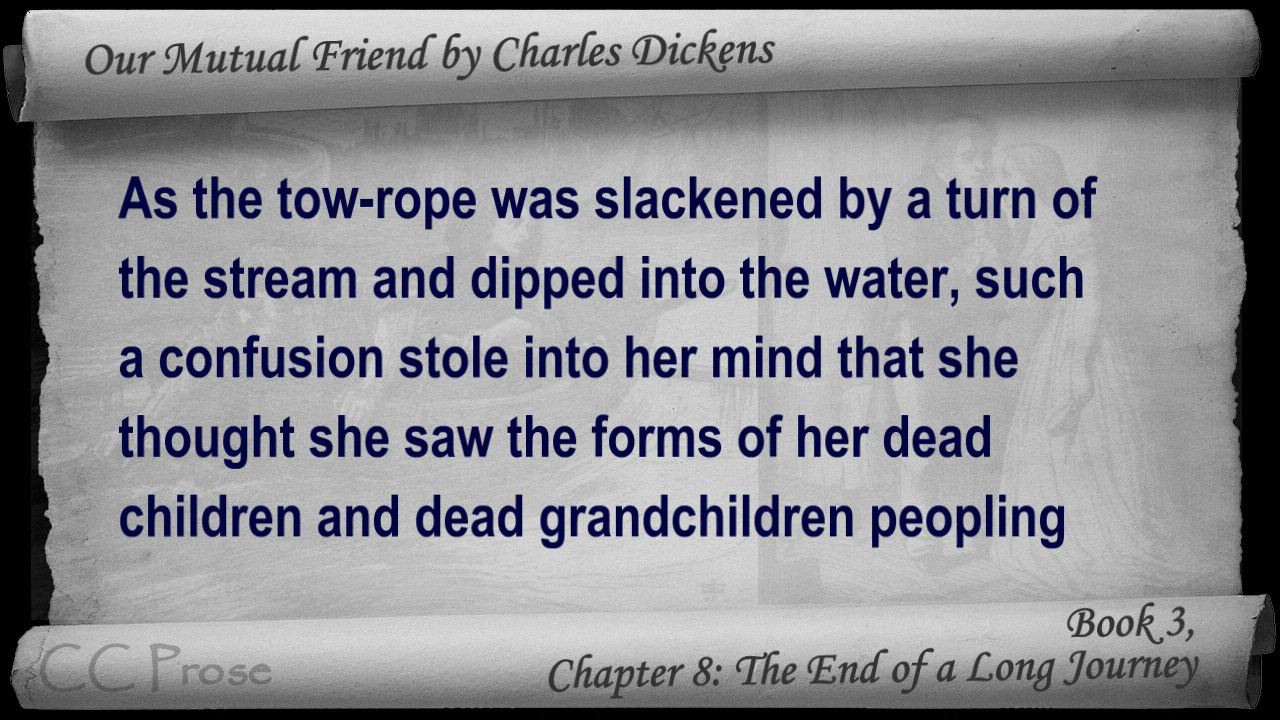 Our Mutual Friend by Charles Dickens
As the tow-rope was slackened by a turn of
the stream and dipped into the water, such
a confusion stole into her mind that she
thought she saw the forms of her dead
children and dead grandchildren peopling
Book 3,
CC Prose
Chapter 8: The End of a Long Journey